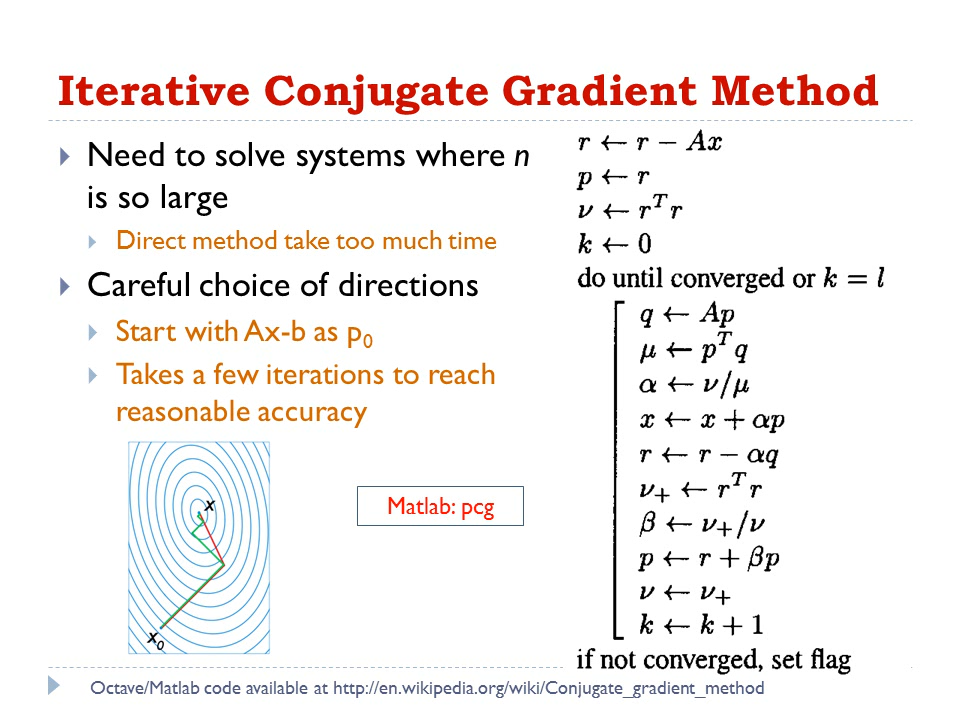 Iterative Conjugate Gradient Method
Need to solve systems where n
is so large
Direct method take too much time
Careful choice of directions
Start with Ax-b as p₀
Takes a few iterations to reach
reasonable accuracy
x
x₀
Matlab: pcg
r ← r − Ax
p ← r
ν ← rᵀr
k ← 0
do until converged or k = l
q ← Ap
μ ← pᵀq
α ← ν/μ
x ← x + αp
r ← r − αq
ν₊ ← rᵀr
β ← ν₊/ν
p ← r + βp
ν ← ν₊
k ← k + 1
if not converged, set flag
Octave/Matlab code available at http://en.wikipedia.org/wiki/Conjugate_gradient_method